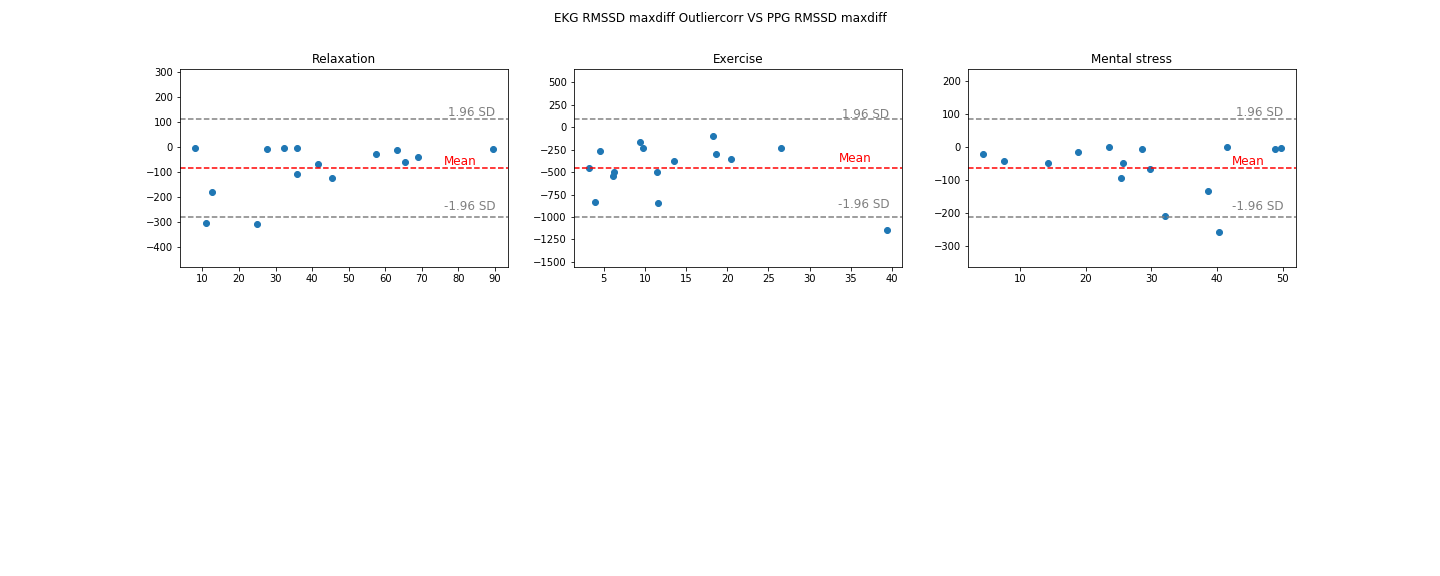 EKG RMSSD maxdiff Outliercorr VS PPG RMSSD maxdiff
Relaxation
300
200
100
0
−100
−200
−300
−400
1.96 SD
Mean
-1.96 SD
10 20 30 40 50 60 70 80 90
Exercise
500
250
0
−250
−500
−750
−1000
−1250
−1500
1.96 SD
Mean
-1.96 SD
5 10 15 20 25 30 35 40
Mental stress
200
100
0
−100
−200
−300
1.96 SD
Mean
-1.96 SD
10 20 30 40 50